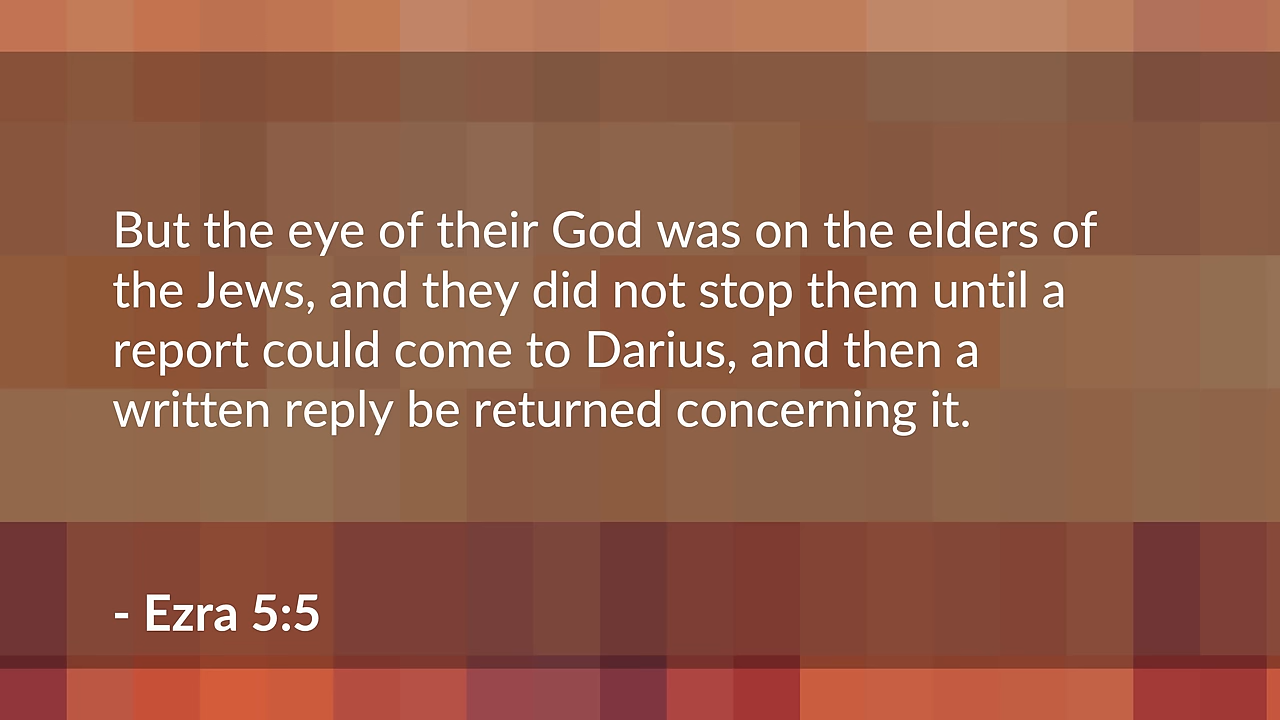 But the eye of their God was on the elders of
the Jews, and they did not stop them until a
report could come to Darius, and then a
written reply be returned concerning it.
- Ezra 5:5